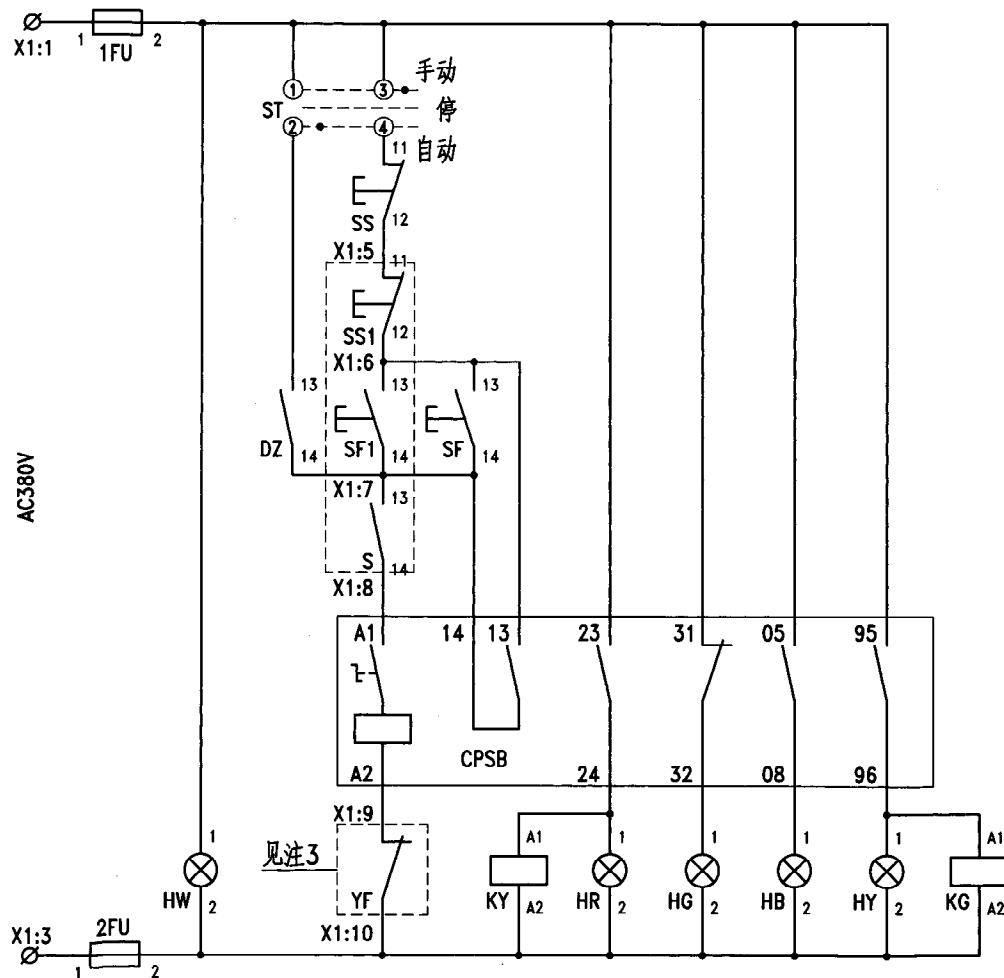 X1:1
1
1FU
2
ST
1
3
手动
停
2
4
自动
11
SS
12
X1:5
11
SS1
12
X1:6
13
13
13
DZ
SF1
SF
14
14
14
X1:7
13
S
14
X1:8
AC380V
A1
14
13
23
31
05
95
CPSB
A2
24
32
08
96
X1:9
见注3
YF
X1:10
1
HW
2
A1
KY
A2
1
HR
2
1
HG
2
1
HB
2
1
HY
2
A1
KG
A2
X1:3
1
2FU
2